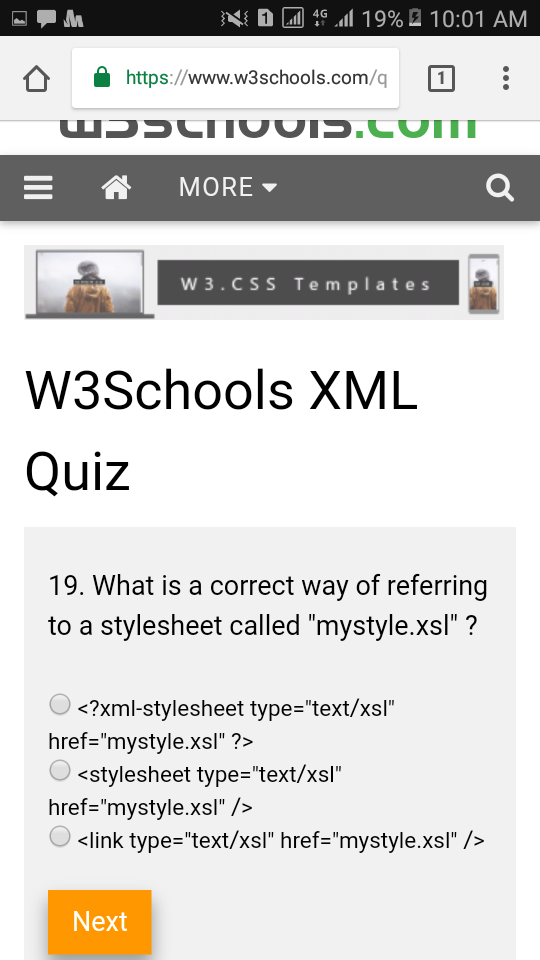 1 4G 19% 10:01 AM
https://www.w3schools.com/q
1
w3schools.com
MORE
W3.CSS Templates
W3Schools XML
Quiz
19. What is a correct way of referring
to a stylesheet called "mystyle.xsl" ?
<?xml-stylesheet type="text/xsl"
href="mystyle.xsl" ?>
<stylesheet type="text/xsl"
href="mystyle.xsl" />
<link type="text/xsl" href="mystyle.xsl" />
Next